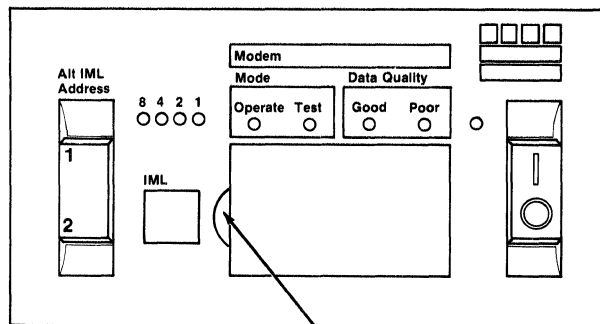 Alt IML
Address
8 4 2 1
1
2
IML
Modem
Mode
Operate Test
Data Quality
Good Poor